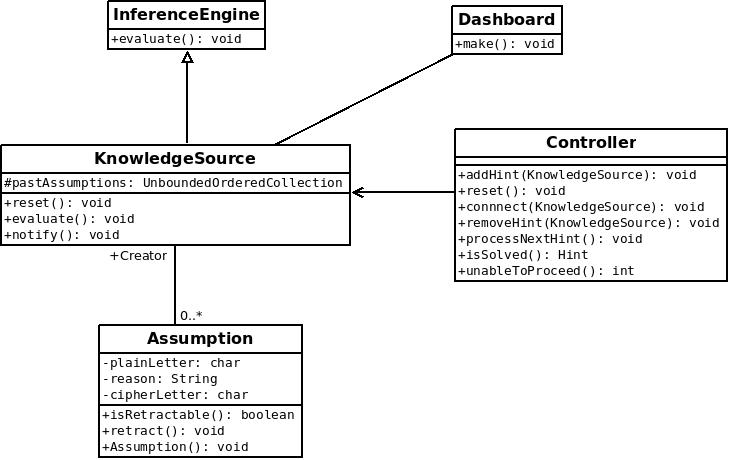 InferenceEngine
+evaluate(): void
Dashboard
+make(): void
KnowledgeSource
#pastAssumptions: UnboundedOrderedCollection
+reset(): void
+evaluate(): void
+notify(): void
Controller
+addHint(KnowledgeSource): void
+reset(): void
+connnect(KnowledgeSource): void
+removeHint(KnowledgeSource): void
+processNextHint(): void
+isSolved(): Hint
+unableToProceed(): int
+Creator
0..*
Assumption
-plainLetter: char
-reason: String
-cipherLetter: char
+isRetractable(): boolean
+retract(): void
+Assumption(): void